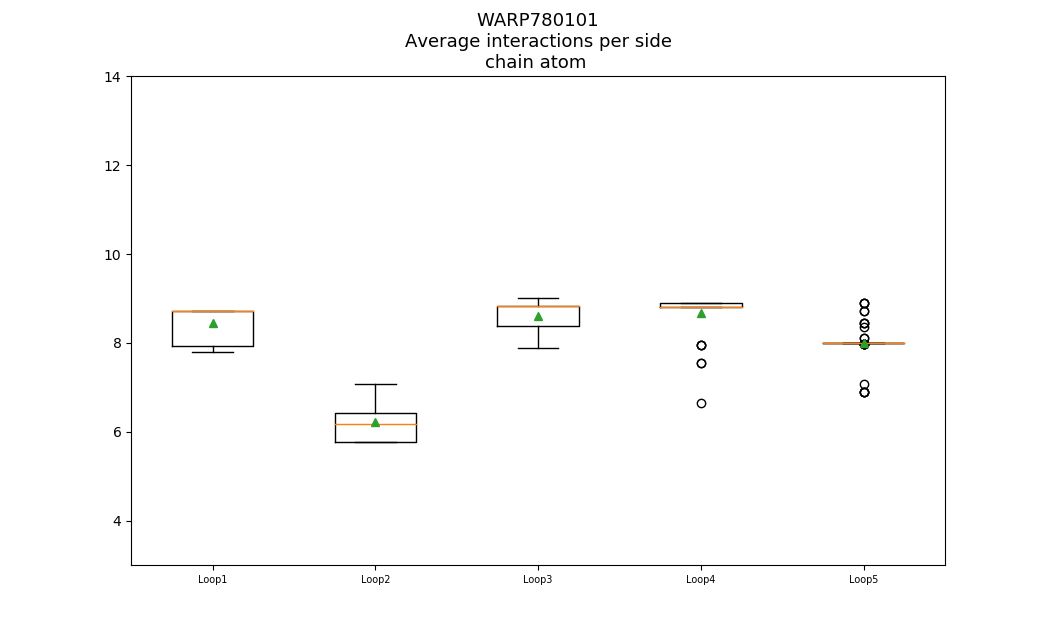 WARP780101
Average interactions per side
chain atom
14
12
10
8
6
4
Loop1
Loop2
Loop3
Loop4
Loop5